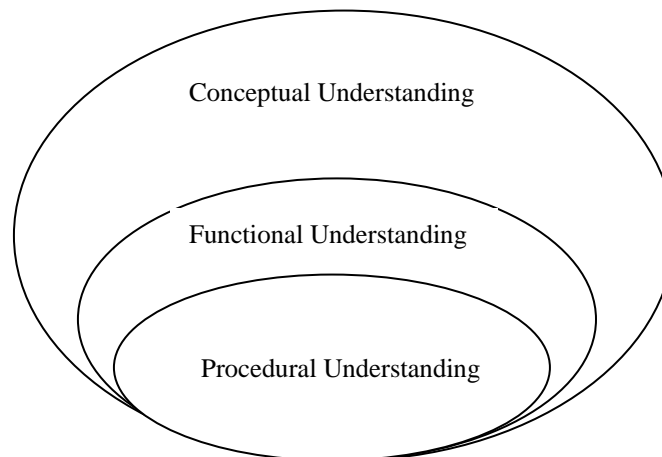 Conceptual Understanding
Functional Understanding
Procedural Understanding